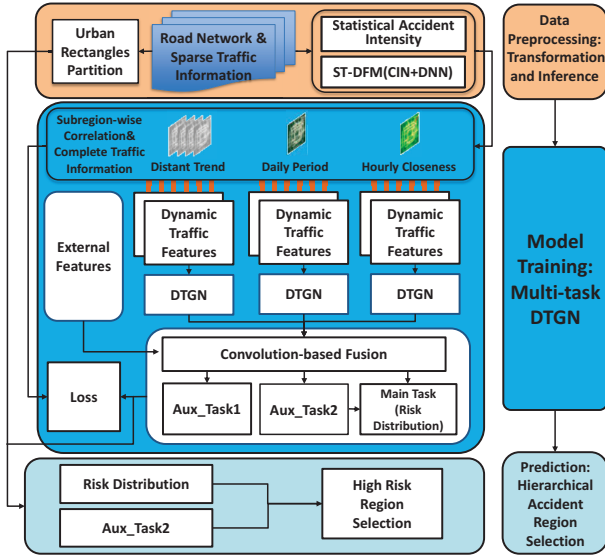 Urban
Rectangles
Partition
Road Network &
Sparse Traffic
Information
Statistical Accident
Intensity
ST-DFM(CIN+DNN)
Data
Preprocessing:
Transformation
and Inference
Subregion-wise
Correlation&
Complete Traffic
Information
Distant Trend
Daily Period
Hourly Closeness
External
Features
Dynamic
Traffic
Features
Dynamic
Traffic
Features
Dynamic
Traffic
Features
DTGN
DTGN
DTGN
Model
Training:
Multi-task
DTGN
Convolution-based Fusion
Loss
Aux_Task1
Aux_Task2
Main Task
(Risk
Distribution)
Risk Distribution
Aux_Task2
High Risk
Region
Selection
Prediction:
Hierarchical
Accident
Region
Selection